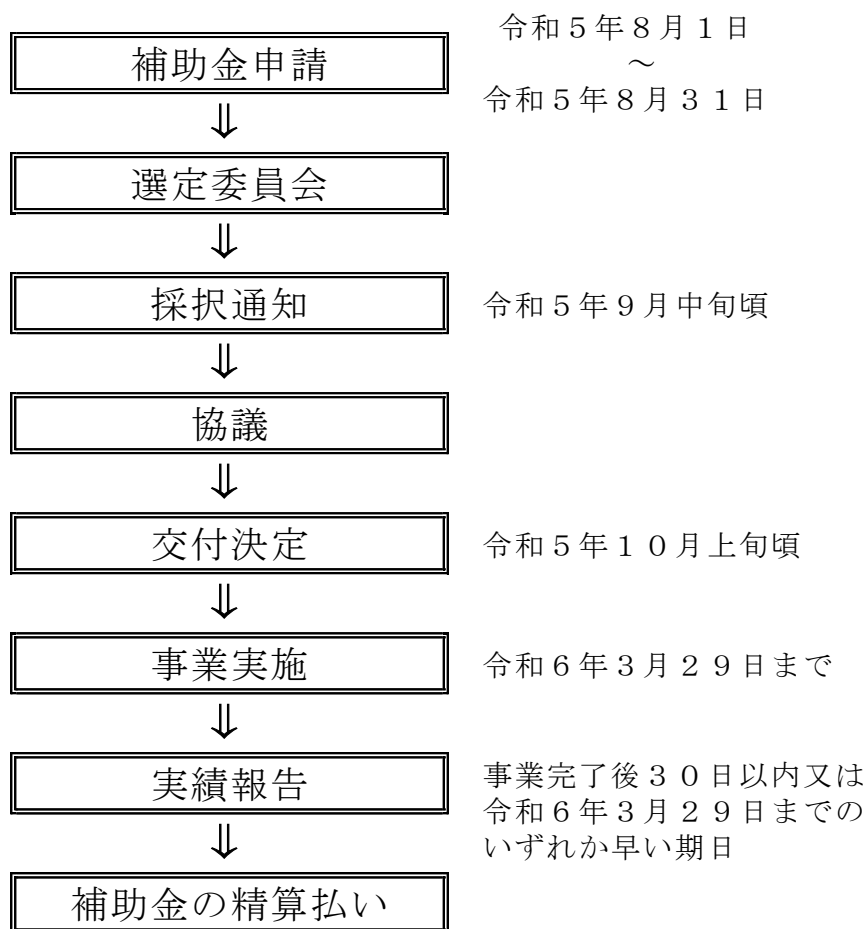 令和５年８月１日
補助金申請
～
令和５年８月３１日
⇓
選定委員会
⇓
採択通知
令和５年９月中旬頃
⇓
協議
⇓
交付決定
令和５年１０月上旬頃
⇓
事業実施
令和６年３月２９日まで
⇓
実績報告
事業完了後３０日以内又は
令和６年３月２９日までの
いずれか早い期日
⇓
補助金の精算払い